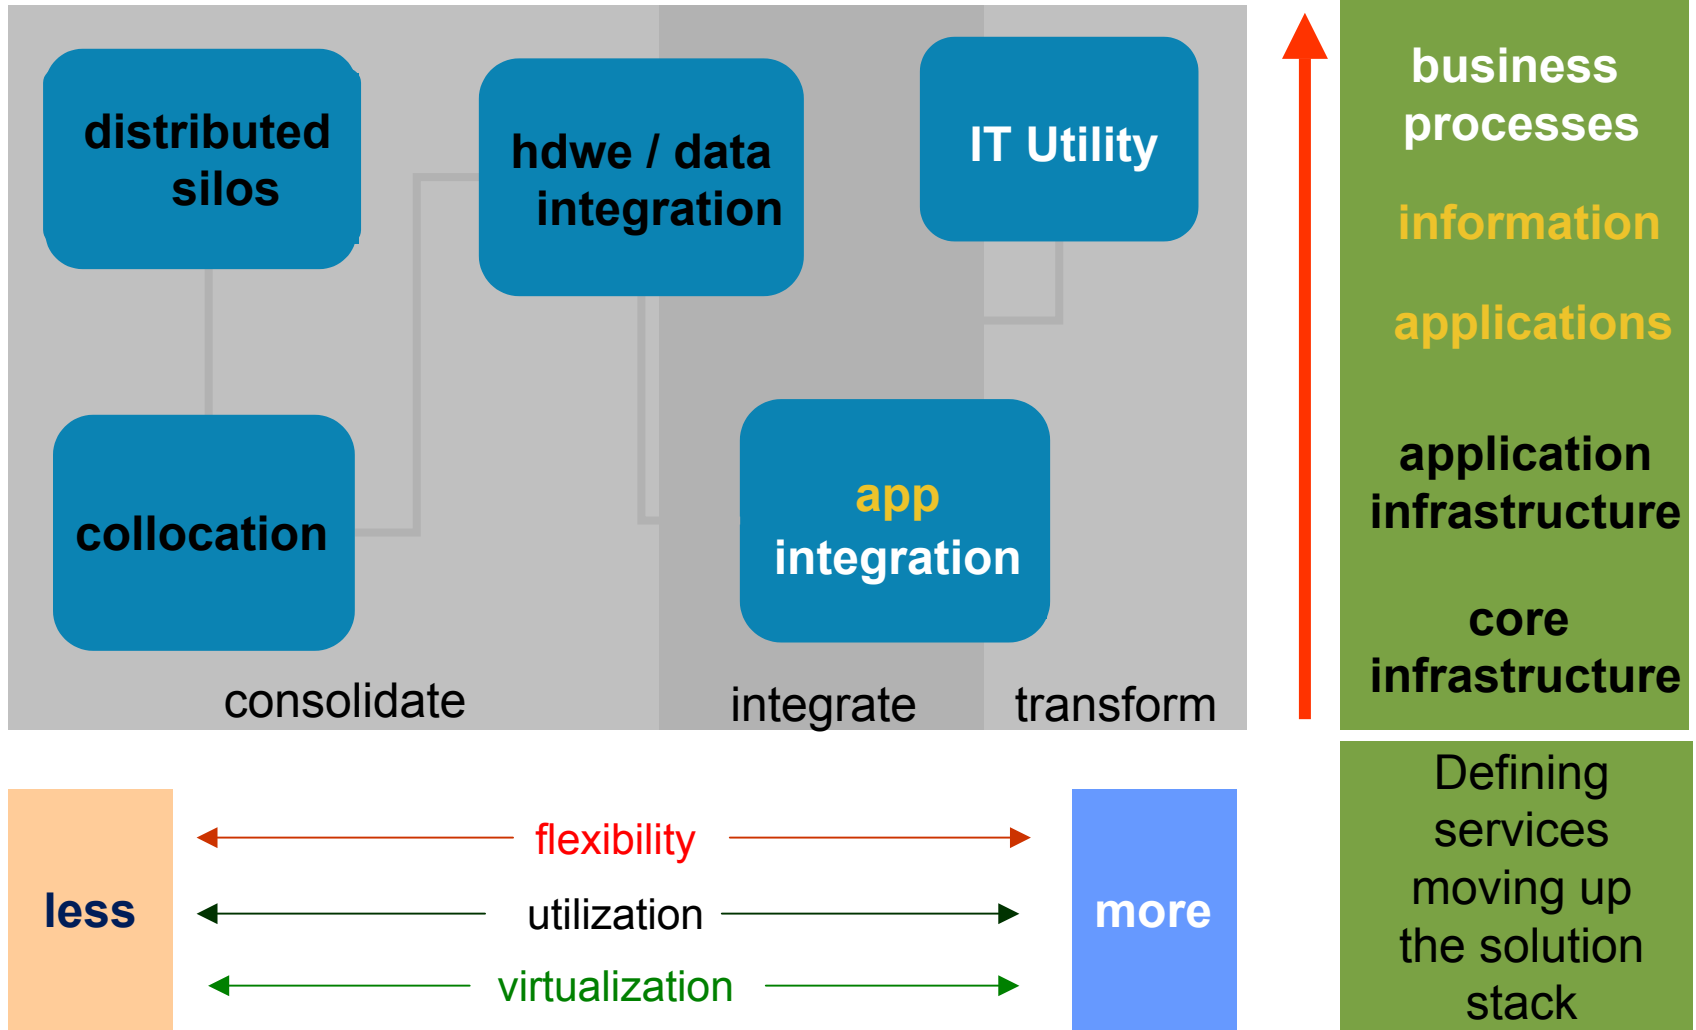 distributed
silos
hdwe / data
integration
IT Utility
collocation
app
integration
consolidate
integrate
transform
business
processes
information
applications
application
infrastructure
core
infrastructure
less
flexibility
utilization
virtualization
more
Defining
services
moving up
the solution
stack